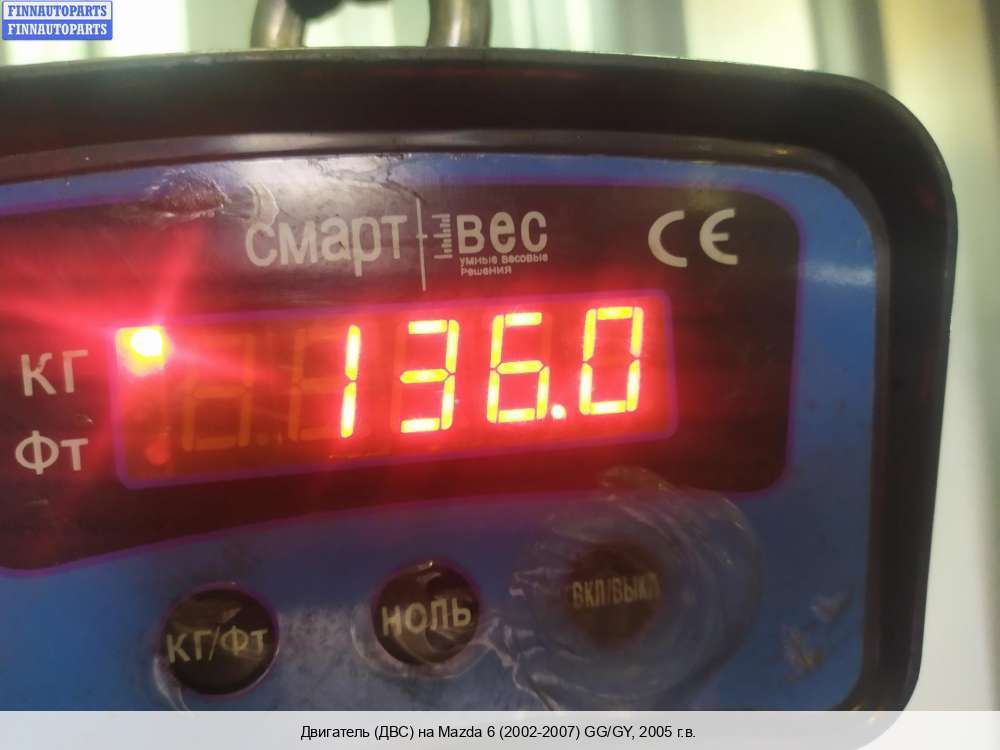 FINNAUTOPARTS
FINNAUTOPARTS
смарт вес
умные весовые
решения
CE
КГ
ФТ
136.0
КГ/ФТ
НОЛЬ
ВКЛ/ВЫКЛ
Двигатель (ДВС) на Mazda 6 (2002-2007) GG/GY, 2005 г.в.